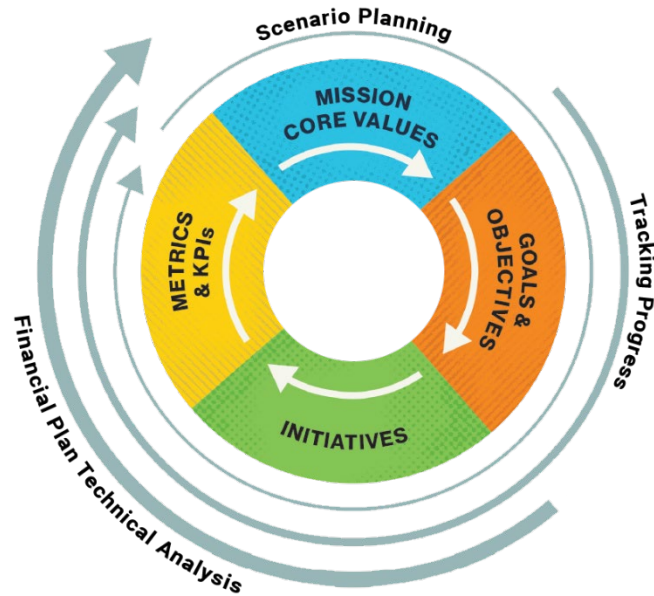 Scenario Planning
MISSION
CORE VALUES
GOALS &
OBJECTIVES
Tracking Progress
INITIATIVES
METRICS
& KPIs
Financial Plan Technical Analysis